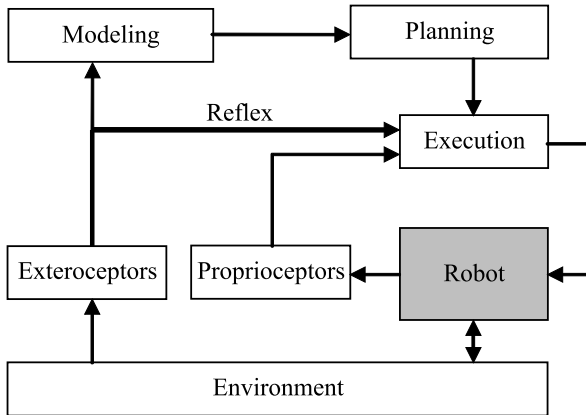 Modeling
Planning
Reflex
Execution
Exteroceptors
Proprioceptors
Robot
Environment